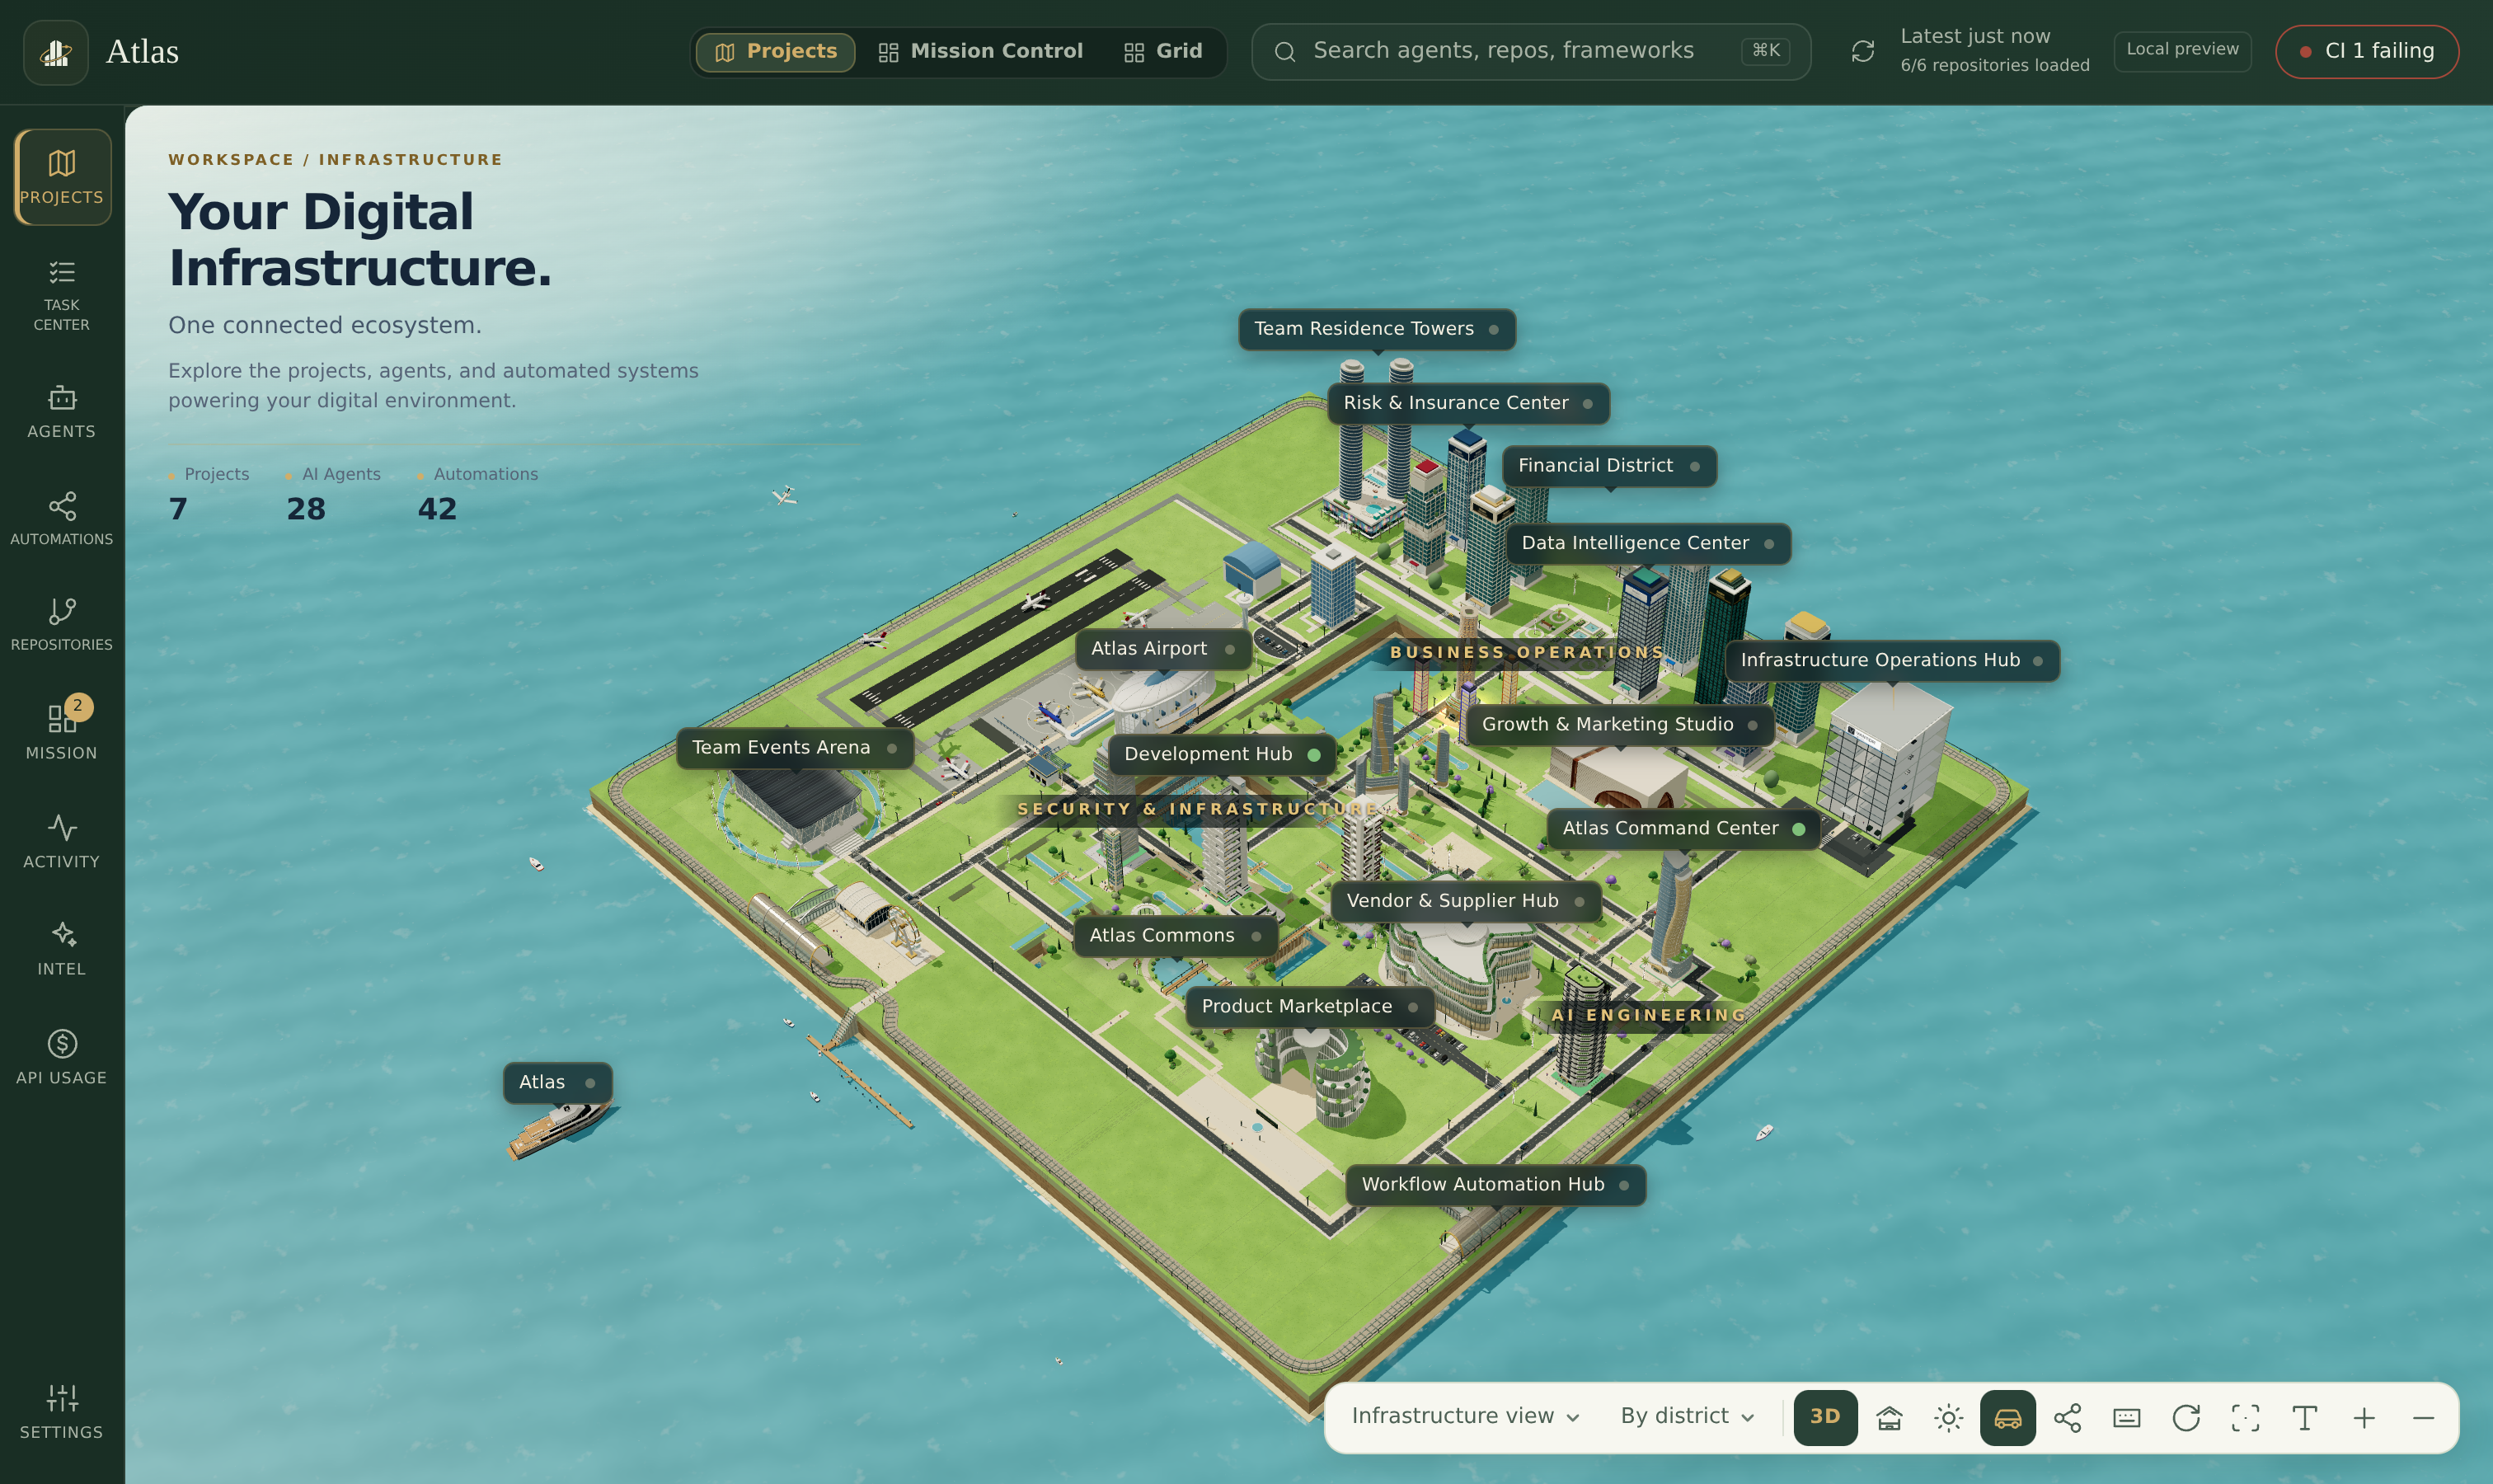 Atlas
Projects
Mission Control
Grid
Search agents, repos, frameworks
⌘K
Latest just now
6/6 repositories loaded
Local preview
CI 1 failing
PROJECTS
TASK
CENTER
AGENTS
AUTOMATIONS
REPOSITORIES
2
MISSION
ACTIVITY
INTEL
API USAGE
SETTINGS
WORKSPACE / INFRASTRUCTURE
Your Digital
Infrastructure.
One connected ecosystem.
Explore the projects, agents, and automated systems
powering your digital environment.
Projects
7
AI Agents
28
Automations
42
Team Residence Towers
Risk & Insurance Center
Financial District
Data Intelligence Center
Atlas Airport
BUSINESS OPERATIONS
Infrastructure Operations Hub
Growth & Marketing Studio
Team Events Arena
Development Hub
SECURITY & INFRASTRUCTURE
Atlas Command Center
Vendor & Supplier Hub
Atlas Commons
Product Marketplace
AI ENGINEERING
Atlas
Workflow Automation Hub
Infrastructure view
By district
3D